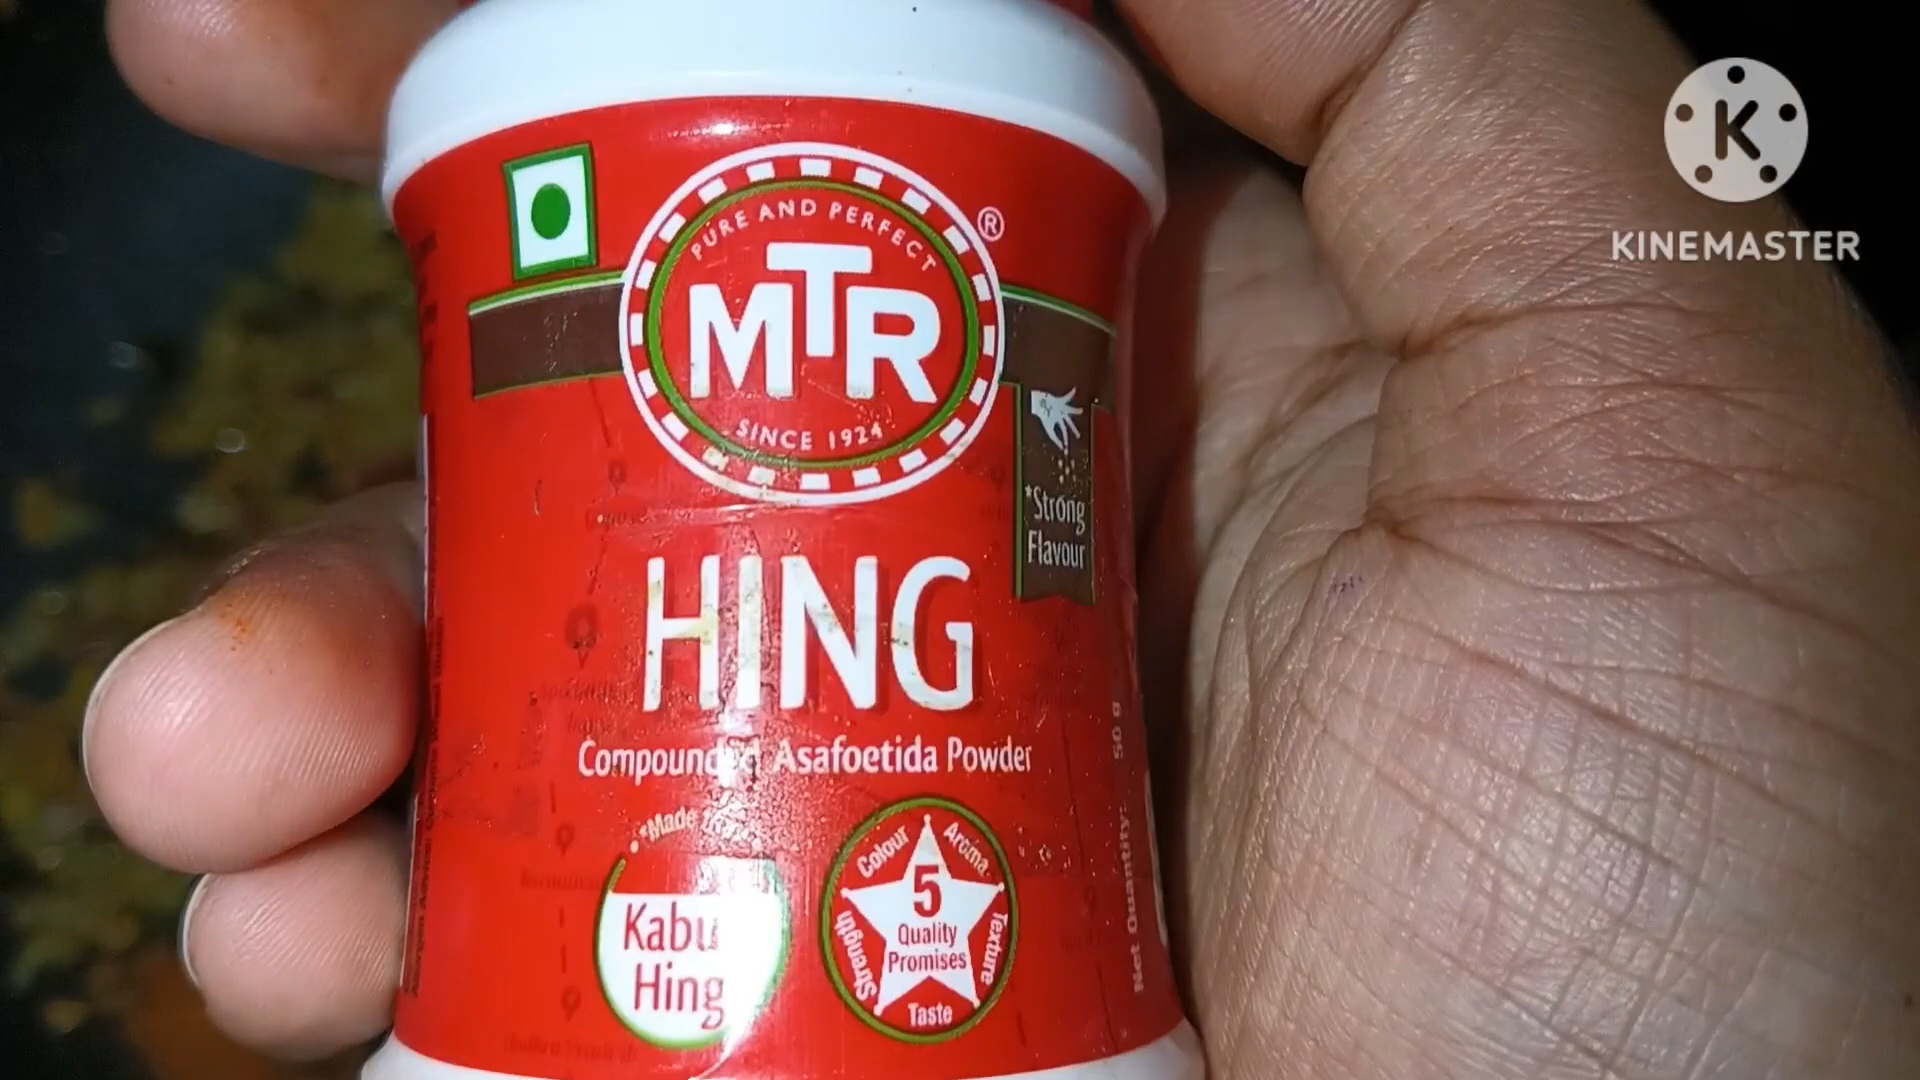 K
KINEMASTER
PURE AND PERFECT
MTR
®
SINCE 1924
*Strong
Flavour
HING
Compounded Asafoetida Powder
*Made
Kabu
Hing
Colour
Aroma
Strength
Texture
5
Quality
Promises
Taste
Net Quantity: 50 g